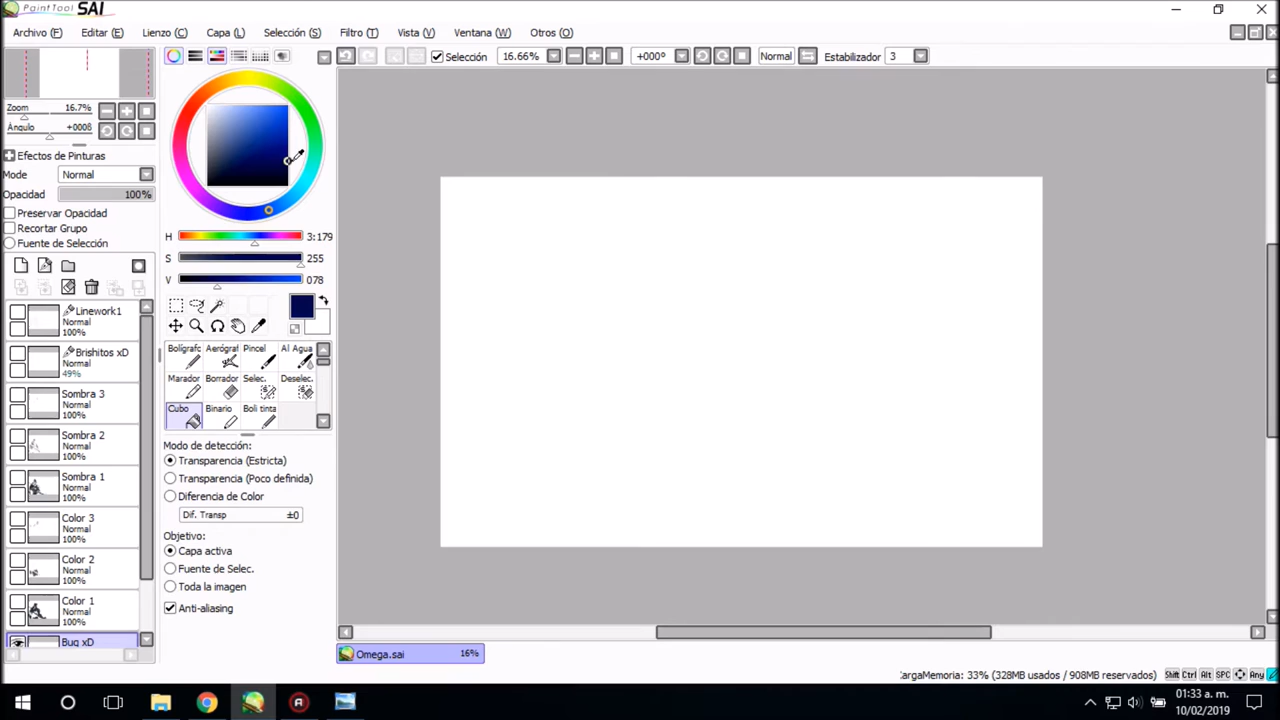 PaintTool SAI
Archivo (F) Editar (E) Lienzo (C) Capa (L) Selección (S) Filtro (T) Vista (V) Ventana (W) Otros (O)
Selección 16.66% +000º Normal Estabilizador 3
Zoom 16.7%
Ángulo +000ß
Efectos de Pinturas
Mode Normal
Opacidad 100%
Preservar Opacidad
Recortar Grupo
Fuente de Selección
H 3:179
S 255
V 078
Linework1
Normal
100%
Brishitos xD
Normal
49%
Sombra 3
Normal
100%
Sombra 2
Normal
100%
Sombra 1
Normal
100%
Color 3
Normal
100%
Color 2
Normal
100%
Color 1
Normal
100%
Bug xD
Bolígrafo Aerógraf Pincel Al Agua
Marador Borrador Selec. Deselec.
Cubo Binario Boli tinta
Modo de detección:
Transparencia (Estricta)
Transparencia (Poco definida)
Diferencia de Color
Dif. Transp ±0
Objetivo:
Capa activa
Fuente de Selec.
Toda la imagen
Anti-aliasing
Omega.sai 16%
CargaMemoria: 33% (328MB usados / 908MB reservados) Shift Ctrl Alt SPC Any
01:33 a. m.
10/02/2019